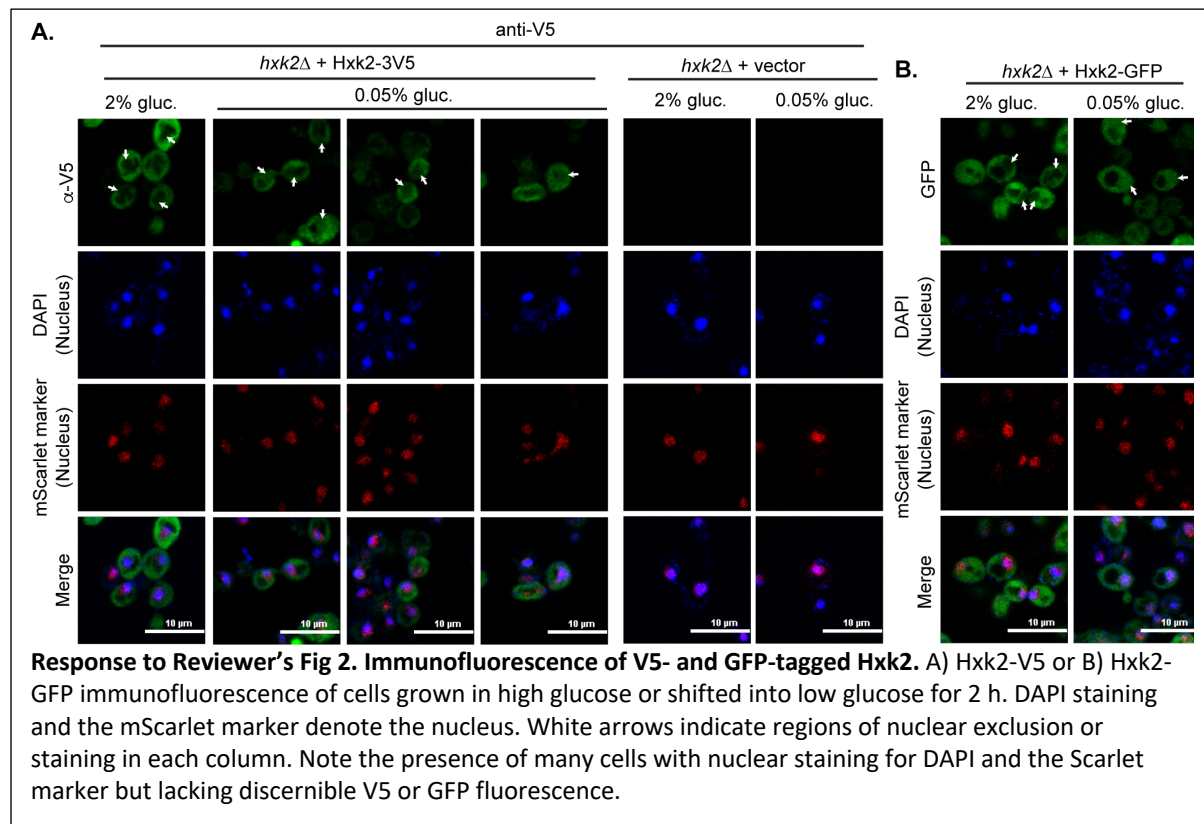 A.
anti-V5
hxk2Δ + Hxk2-3V5
hxk2Δ + vector
B.
hxk2Δ + Hxk2-GFP
2% gluc.
0.05% gluc.
2% gluc.
0.05% gluc.
2% gluc.
0.05% gluc.
α-V5
GFP
DAPI
(Nucleus)
DAPI
(Nucleus)
mScarlet marker
(Nucleus)
mScarlet marker
(Nucleus)
Merge
Merge
10 μm
10 μm
10 μm
10 μm
10 μm
10 μm
10 μm
10 μm
Response to Reviewer's Fig 2. Immunofluorescence of V5- and GFP-tagged Hxk2. A) Hxk2-V5 or B) Hxk2-
GFP immunofluorescence of cells grown in high glucose or shifted into low glucose for 2 h. DAPI staining
and the mScarlet marker denote the nucleus. White arrows indicate regions of nuclear exclusion or
staining in each column. Note the presence of many cells with nuclear staining for DAPI and the Scarlet
marker but lacking discernible V5 or GFP fluorescence.